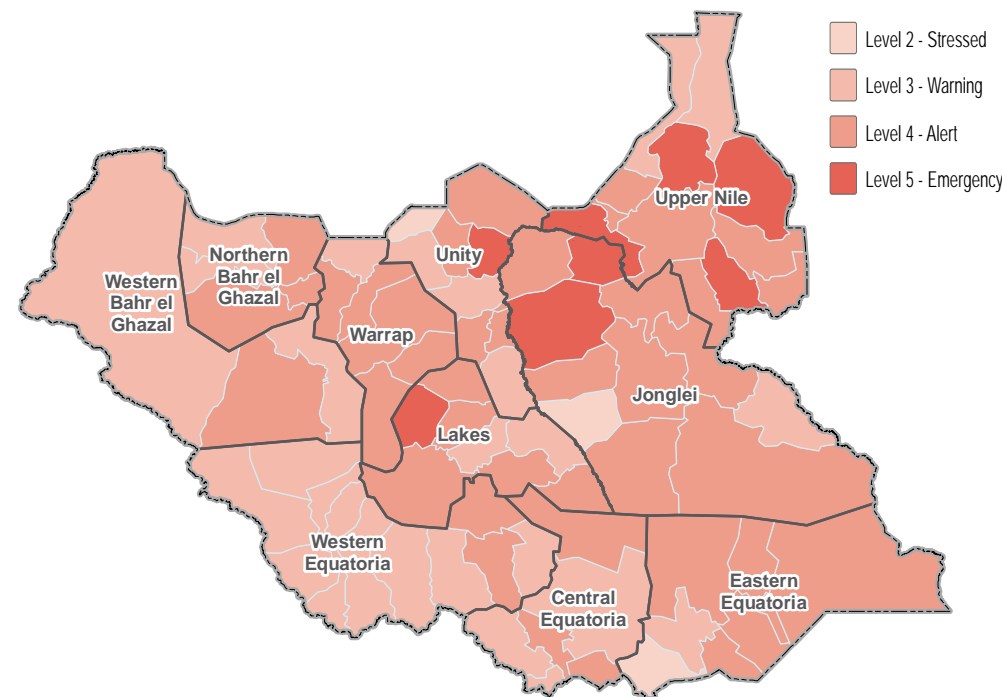 Level 2 - Stressed
Level 3 - Warning
Level 4 - Alert
Level 5 - Emergency
Upper Nile
Unity
Northern
Bahr el
Ghazal
Western
Bahr el
Ghazal
Warrap
Jonglei
Lakes
Western
Equatoria
Eastern
Equatoria
Central
Equatoria